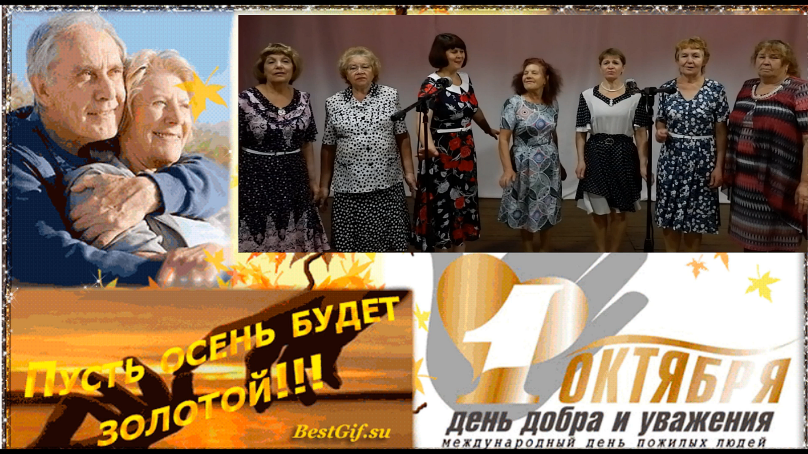 Пусть осень будет
золотой!!!
BestGif.su
1 ОКТЯБРЯ
день добра и уважения
международный день пожилых людей